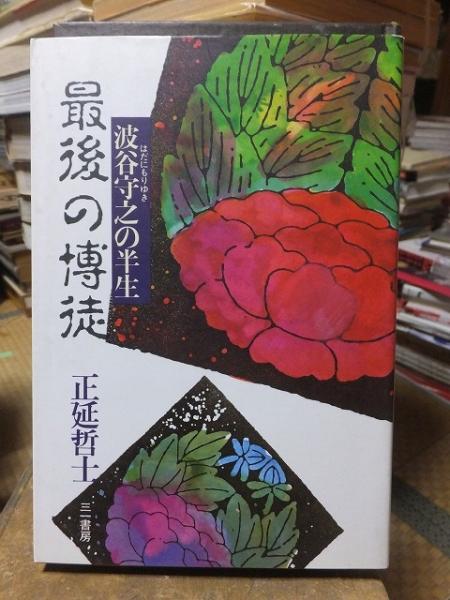 最後の博徒
波谷守之の半生
はだにもりゆき
正延哲士
三一書房